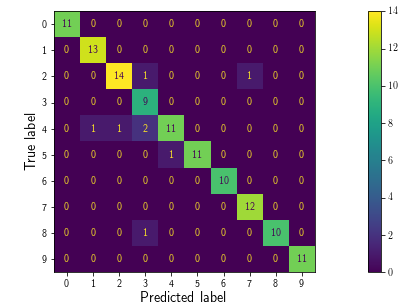 0 11 0 0 0 0 0 0 0 0 0
1 0 13 0 0 0 0 0 0 0 0
2 0 0 14 1 0 0 0 1 0 0
3 0 0 0 9 0 0 0 0 0 0
4 0 1 1 2 11 0 0 0 0 0
5 0 0 0 0 1 11 0 0 0 0
6 0 0 0 0 0 0 10 0 0 0
7 0 0 0 0 0 0 0 12 0 0
8 0 0 0 1 0 0 0 0 10 0
9 0 0 0 0 0 0 0 0 0 11
0 1 2 3 4 5 6 7 8 9
True label
Predicted label
14
12
10
8
6
4
2
0